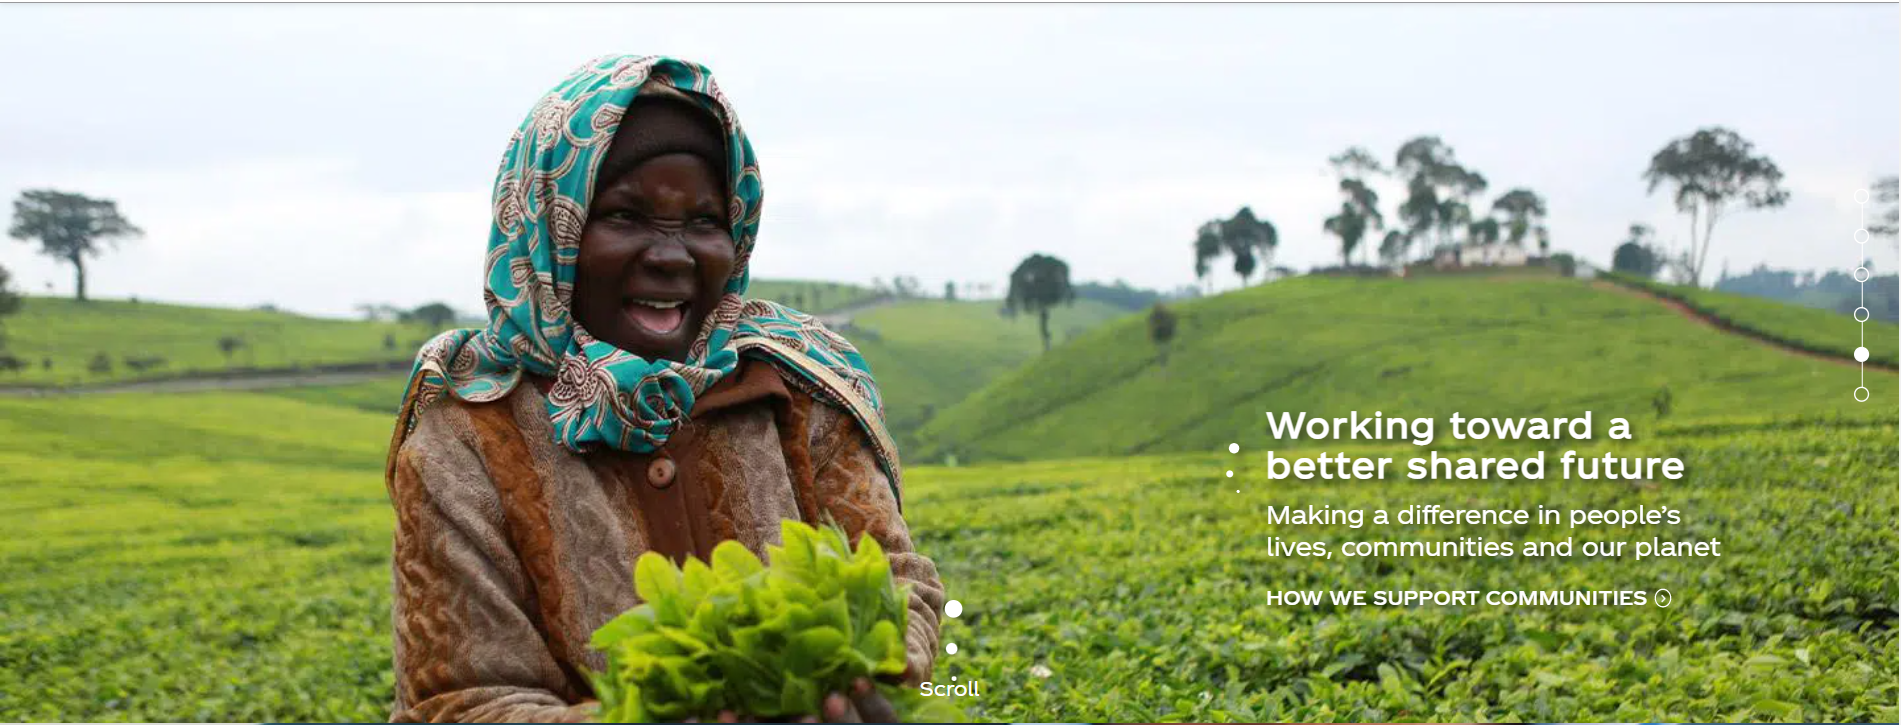 Working toward a
better shared future
Making a difference in people’s
lives, communities and our planet
HOW WE SUPPORT COMMUNITIES
Scroll